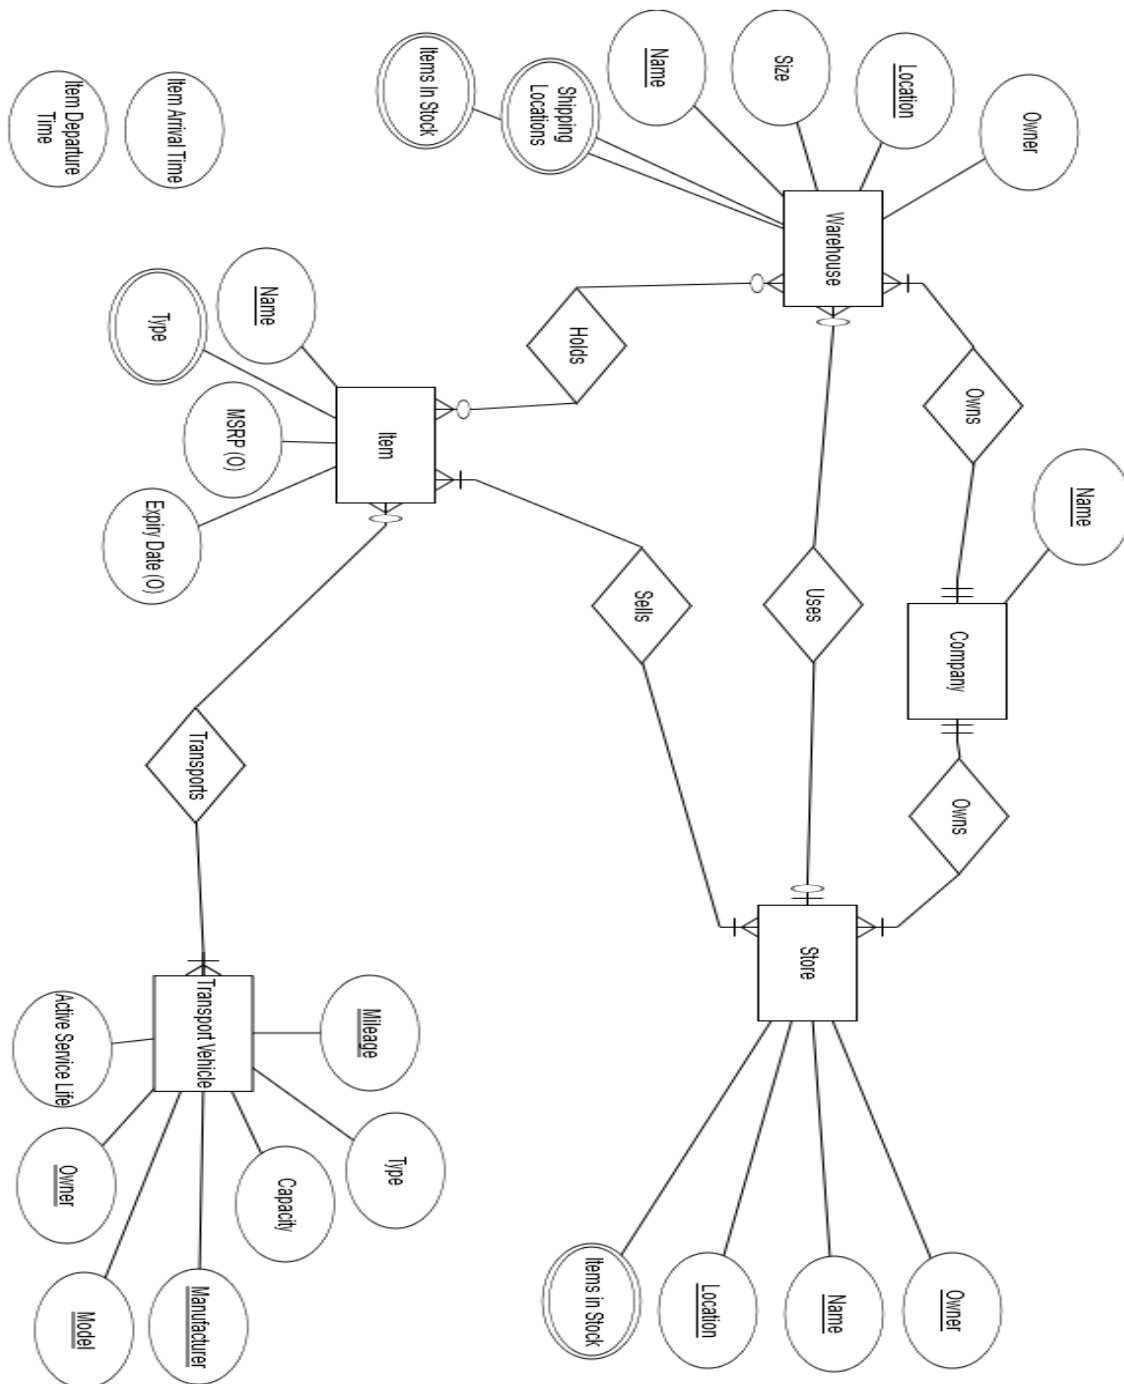 Owner
Location
Size
Name
Shipping
Locations
Items In Stock
Warehouse
Item Arrival Time
Item Departure
Time
Name
Type
MSRP (O)
Expiry Date (O)
Item
Holds
Owns
Name
Company
Uses
Sells
Owns
Transports
Store
Owner
Name
Location
Items in Stock
Transport Vehicle
Mileage
Type
Capacity
Manufacturer
Model
Owner
Active Service Life